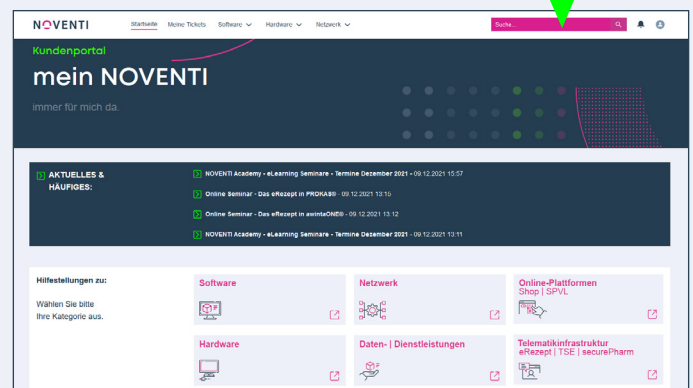 NOVENTI
Startseite Meine Tickets Software Hardware Netzwerk
Suche...
Kundenportal
mein NOVENTI
immer für mich da.
AKTUELLES &
HÄUFIGES:
NOVENTI Academy - eLearning Seminare - Termine Dezember 2021 - 09.12.2021 15:57
Online Seminar - Das eRezept in PROKAS® - 09.12.2021 13:15
Online Seminar - Das eRezept in awintaONE® - 09.12.2021 13:12
NOVENTI Academy - eLearning Seminare - Termine Dezember 2021 - 09.12.2021 13:11
Hilfestellungen zu:
Wählen Sie bitte
Ihre Kategorie aus.
Software
Netzwerk
Online-Plattformen
Shop | SPVL
Hardware
Daten- | Dienstleistungen
Telematikinfrastruktur
eRezept | TSE | securPharm